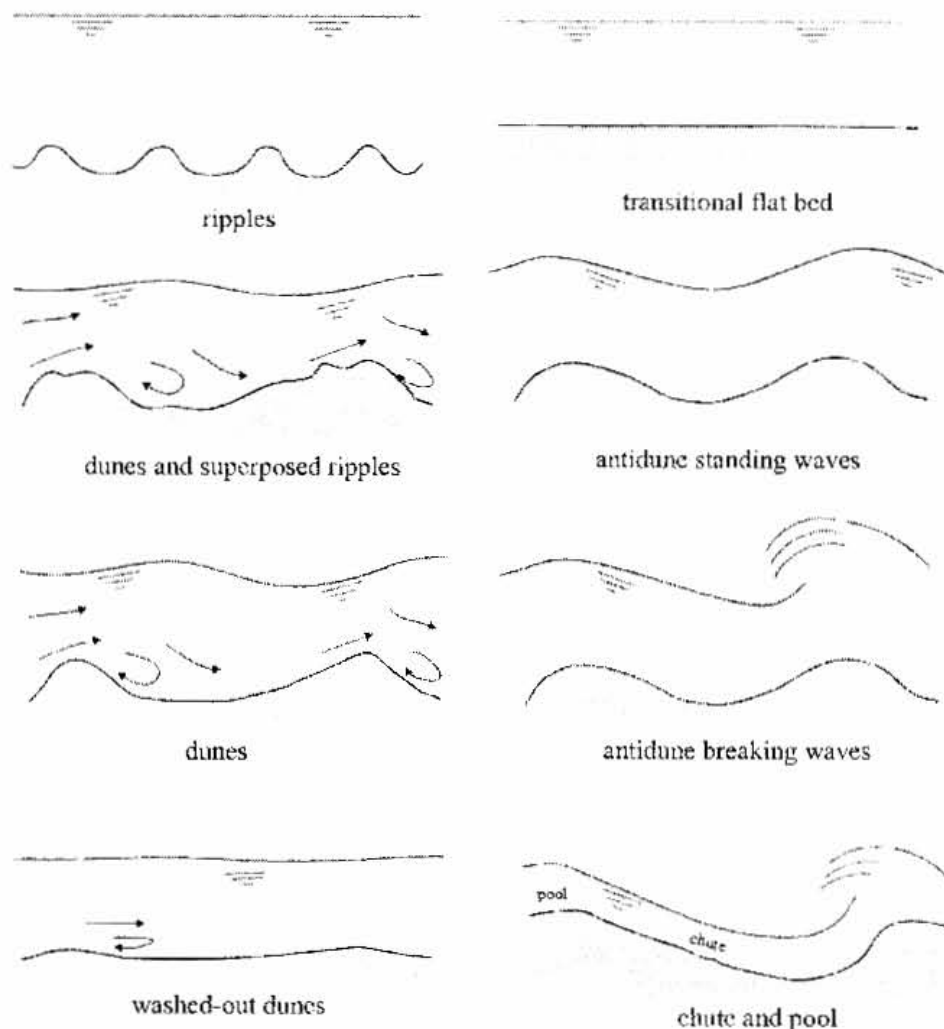 ripples
transitional flat bed
dunes and superposed ripples
antidune standing waves
dunes
antidune breaking waves
washed-out dunes
pool
chute
chute and pool